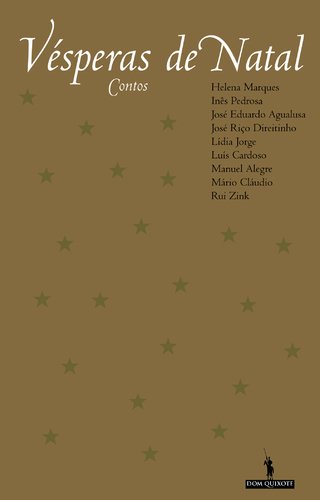 Vésperas de Natal
Contos
Helena Marques
Inês Pedrosa
José Eduardo Agualusa
José Riço Direitinho
Lídia Jorge
Luís Cardoso
Manuel Alegre
Mário Cláudio
Rui Zink
DOM QUIXOTE